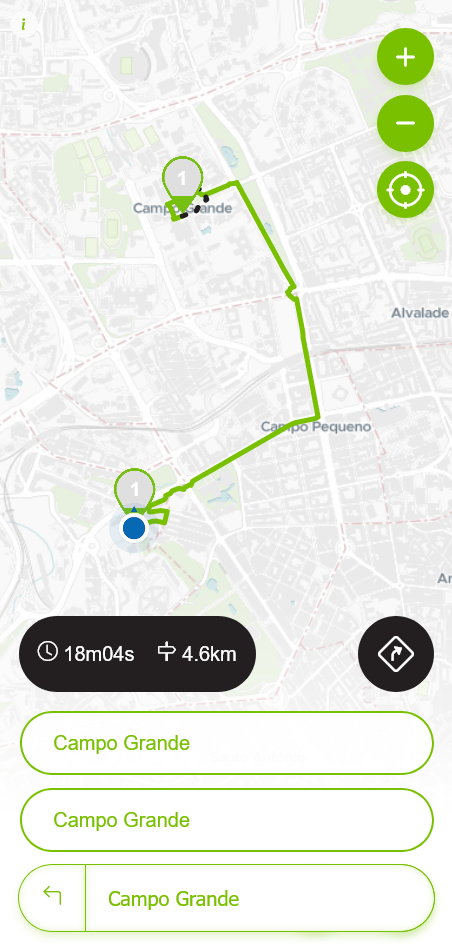 i
1
Campo Grande
Alvalade
Campo Pequeno
1
Ar
18m04s 4.6km
Campo Grande
Campo Grande
Campo Grande